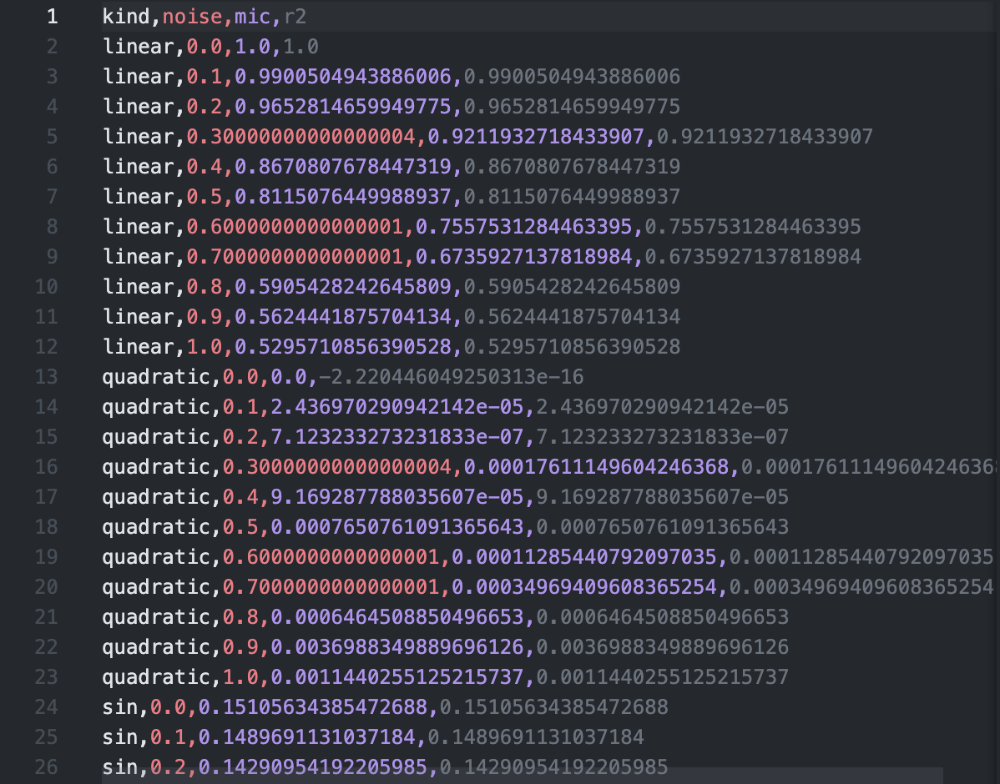 1 kind,noise,mic,r2
2 linear,0.0,1.0,1.0
3 linear,0.1,0.9900504943886006,0.9900504943886006
4 linear,0.2,0.9652814659949775,0.9652814659949775
5 linear,0.30000000000000004,0.9211932718433907,0.9211932718433907
6 linear,0.4,0.8670807678447319,0.8670807678447319
7 linear,0.5,0.8115076449988937,0.8115076449988937
8 linear,0.6000000000000001,0.7557531284463395,0.7557531284463395
9 linear,0.7000000000000001,0.6735927137818984,0.6735927137818984
10 linear,0.8,0.5905428242645809,0.5905428242645809
11 linear,0.9,0.5624441875704134,0.5624441875704134
12 linear,1.0,0.5295710856390528,0.5295710856390528
13 quadratic,0.0,0.0,-2.220446049250313e-16
14 quadratic,0.1,2.436970290942142e-05,2.436970290942142e-05
15 quadratic,0.2,7.123233273231833e-07,7.123233273231833e-07
16 quadratic,0.30000000000000004,0.00017611149604246368,0.00017611149604246368
17 quadratic,0.4,9.169287788035607e-05,9.169287788035607e-05
18 quadratic,0.5,0.0007650761091365643,0.0007650761091365643
19 quadratic,0.6000000000000001,0.00011285440792097035,0.00011285440792097035
20 quadratic,0.7000000000000001,0.00034969409608365254,0.00034969409608365254
21 quadratic,0.8,0.0006464508850496653,0.0006464508850496653
22 quadratic,0.9,0.0036988349889696126,0.0036988349889696126
23 quadratic,1.0,0.0011440255125215737,0.0011440255125215737
24 sin,0.0,0.15105634385472688,0.15105634385472688
25 sin,0.1,0.1489691131037184,0.1489691131037184
26 sin,0.2,0.14290954192205985,0.14290954192205985